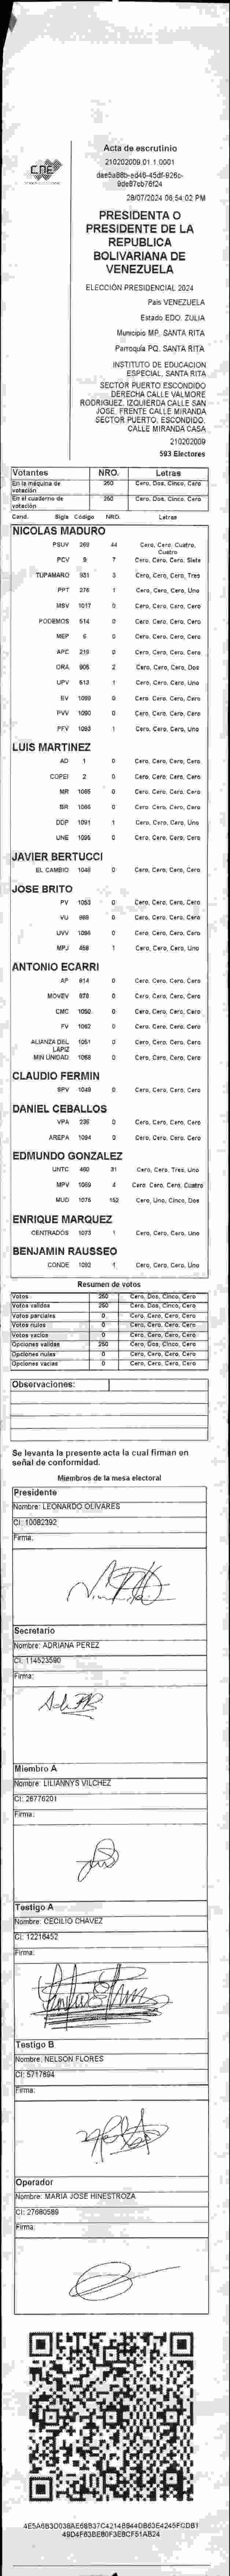 CNE
Acta de escrutinio
210202009.01.1.0001
28/07/2024 06:54:02 PM
PRESIDENTA O
PRESIDENTE DE LA
REPUBLICA
BOLIVARIANA DE
VENEZUELA
ELECCIÓN PRESIDENCIAL 2024
País VENEZUELA
Estado EDO. ZULIA
Municipio MP. SANTA RITA
Parroquia PQ. SANTA RITA
INSTITUTO DE EDUCACION
ESPECIAL, SANTA RITA
SECTOR PUERTO ESCONDIDO
DERECHA CALLE VALMORE
RODRIGUEZ. IZQUIERDA CALLE SAN
JOSE. FRENTE CALLE MIRANDA
SECTOR PUERTO. ESCONDIDO.
CALLE MIRANDA CASA
210202009
593 Electores
Votantes NRO. Letras
En la máquina de votación 250 Cero, Dos, Cinco, Cero
En el cuaderno de votación 250 Cero, Dos, Cinco, Cero
Cand. Sigla Código NRO. Letras
NICOLAS MADURO
PSUV 269 44 Cero, Cero, Cuatro, Cuatro
PCV 9 7 Cero, Cero, Cero, Siete
TUPAMARO 931 3 Cero, Cero, Cero, Tres
PPT 276 1 Cero, Cero, Cero, Uno
MSV 1017 0 Cero, Cero, Cero, Cero
PODEMOS 514 0 Cero, Cero, Cero, Cero
MEP 6 0 Cero, Cero, Cero, Cero
APC 219 0 Cero, Cero, Cero, Cero
ORA 906 2 Cero, Cero, Cero, Dos
UPV 613 1 Cero, Cero, Cero, Uno
EV 1089 0 Cero, Cero, Cero, Cero
PVV 1090 0 Cero, Cero, Cero, Cero
PFV 1093 1 Cero, Cero, Cero, Uno
LUIS MARTINEZ
AD 1 0 Cero, Cero, Cero, Cero
COPEI 2 0 Cero, Cero, Cero, Cero
MR 1065 0 Cero, Cero, Cero, Cero
BR 1066 0 Cero, Cero, Cero, Cero
DDP 1091 1 Cero, Cero, Cero, Uno
UNE 1095 0 Cero, Cero, Cero, Cero
JAVIER BERTUCCI
EL CAMBIO 1048 0 Cero, Cero, Cero, Cero
JOSE BRITO
PV 1053 0 Cero, Cero, Cero, Cero
VU 969 0 Cero, Cero, Cero, Cero
UVV 1096 0 Cero, Cero, Cero, Cero
MPJ 458 1 Cero, Cero, Cero, Uno
ANTONIO ECARRI
AP 814 0 Cero, Cero, Cero, Cero
MOVEV 878 0 Cero, Cero, Cero, Cero
CMC 1050 0 Cero, Cero, Cero, Cero
FV 1062 0 Cero, Cero, Cero, Cero
ALIANZA DEL LAPIZ 1051 0 Cero, Cero, Cero, Cero
MIN UNIDAD 1068 0 Cero, Cero, Cero, Cero
CLAUDIO FERMIN
SPV 1049 0 Cero, Cero, Cero, Cero
DANIEL CEBALLOS
VPA 235 0 Cero, Cero, Cero, Cero
AREPA 1094 0 Cero, Cero, Cero, Cero
EDMUNDO GONZALEZ
UNTC 460 31 Cero, Cero, Tres, Uno
MPV 1069 4 Cero, Cero, Cero, Cuatro
MUD 1075 152 Cero, Uno, Cinco, Dos
ENRIQUE MARQUEZ
CENTRADOS 1073 1 Cero, Cero, Cero, Uno
BENJAMIN RAUSSEO
CONDE 1092 1 Cero, Cero, Cero, Uno
Resumen de votos
Votos 250 Cero, Dos, Cinco, Cero
Votos validos 250 Cero, Dos, Cinco, Cero
Votos parciales 0 Cero, Cero, Cero, Cero
Votos nulos 0 Cero, Cero, Cero, Cero
Votos vacíos 0 Cero, Cero, Cero, Cero
Opciones validas 250 Cero, Dos, Cinco, Cero
Opciones nulas 0 Cero, Cero, Cero, Cero
Opciones vacías 0 Cero, Cero, Cero, Cero
Observaciones:
Se levanta la presente acta la cual firman en
señal de conformidad.
Miembros de la mesa electoral
Presidente
Nombre: LEONARDO OLIVARES
CI: 10082392
Firma:
Secretario
Nombre: ADRIANA PEREZ
CI: 114523590
Firma:
Miembro A
Nombre: LILIANNYS VILCHEZ
CI: 26776201
Firma:
Testigo A
Nombre: CECILIO CHAVEZ
CI: 12216452
Firma:
Testigo B
Nombre: NELSON FLORES
CI: 5717694
Firma:
Operador
Nombre: MARIA JOSE HINESTROZA
CI: 27680589
Firma: